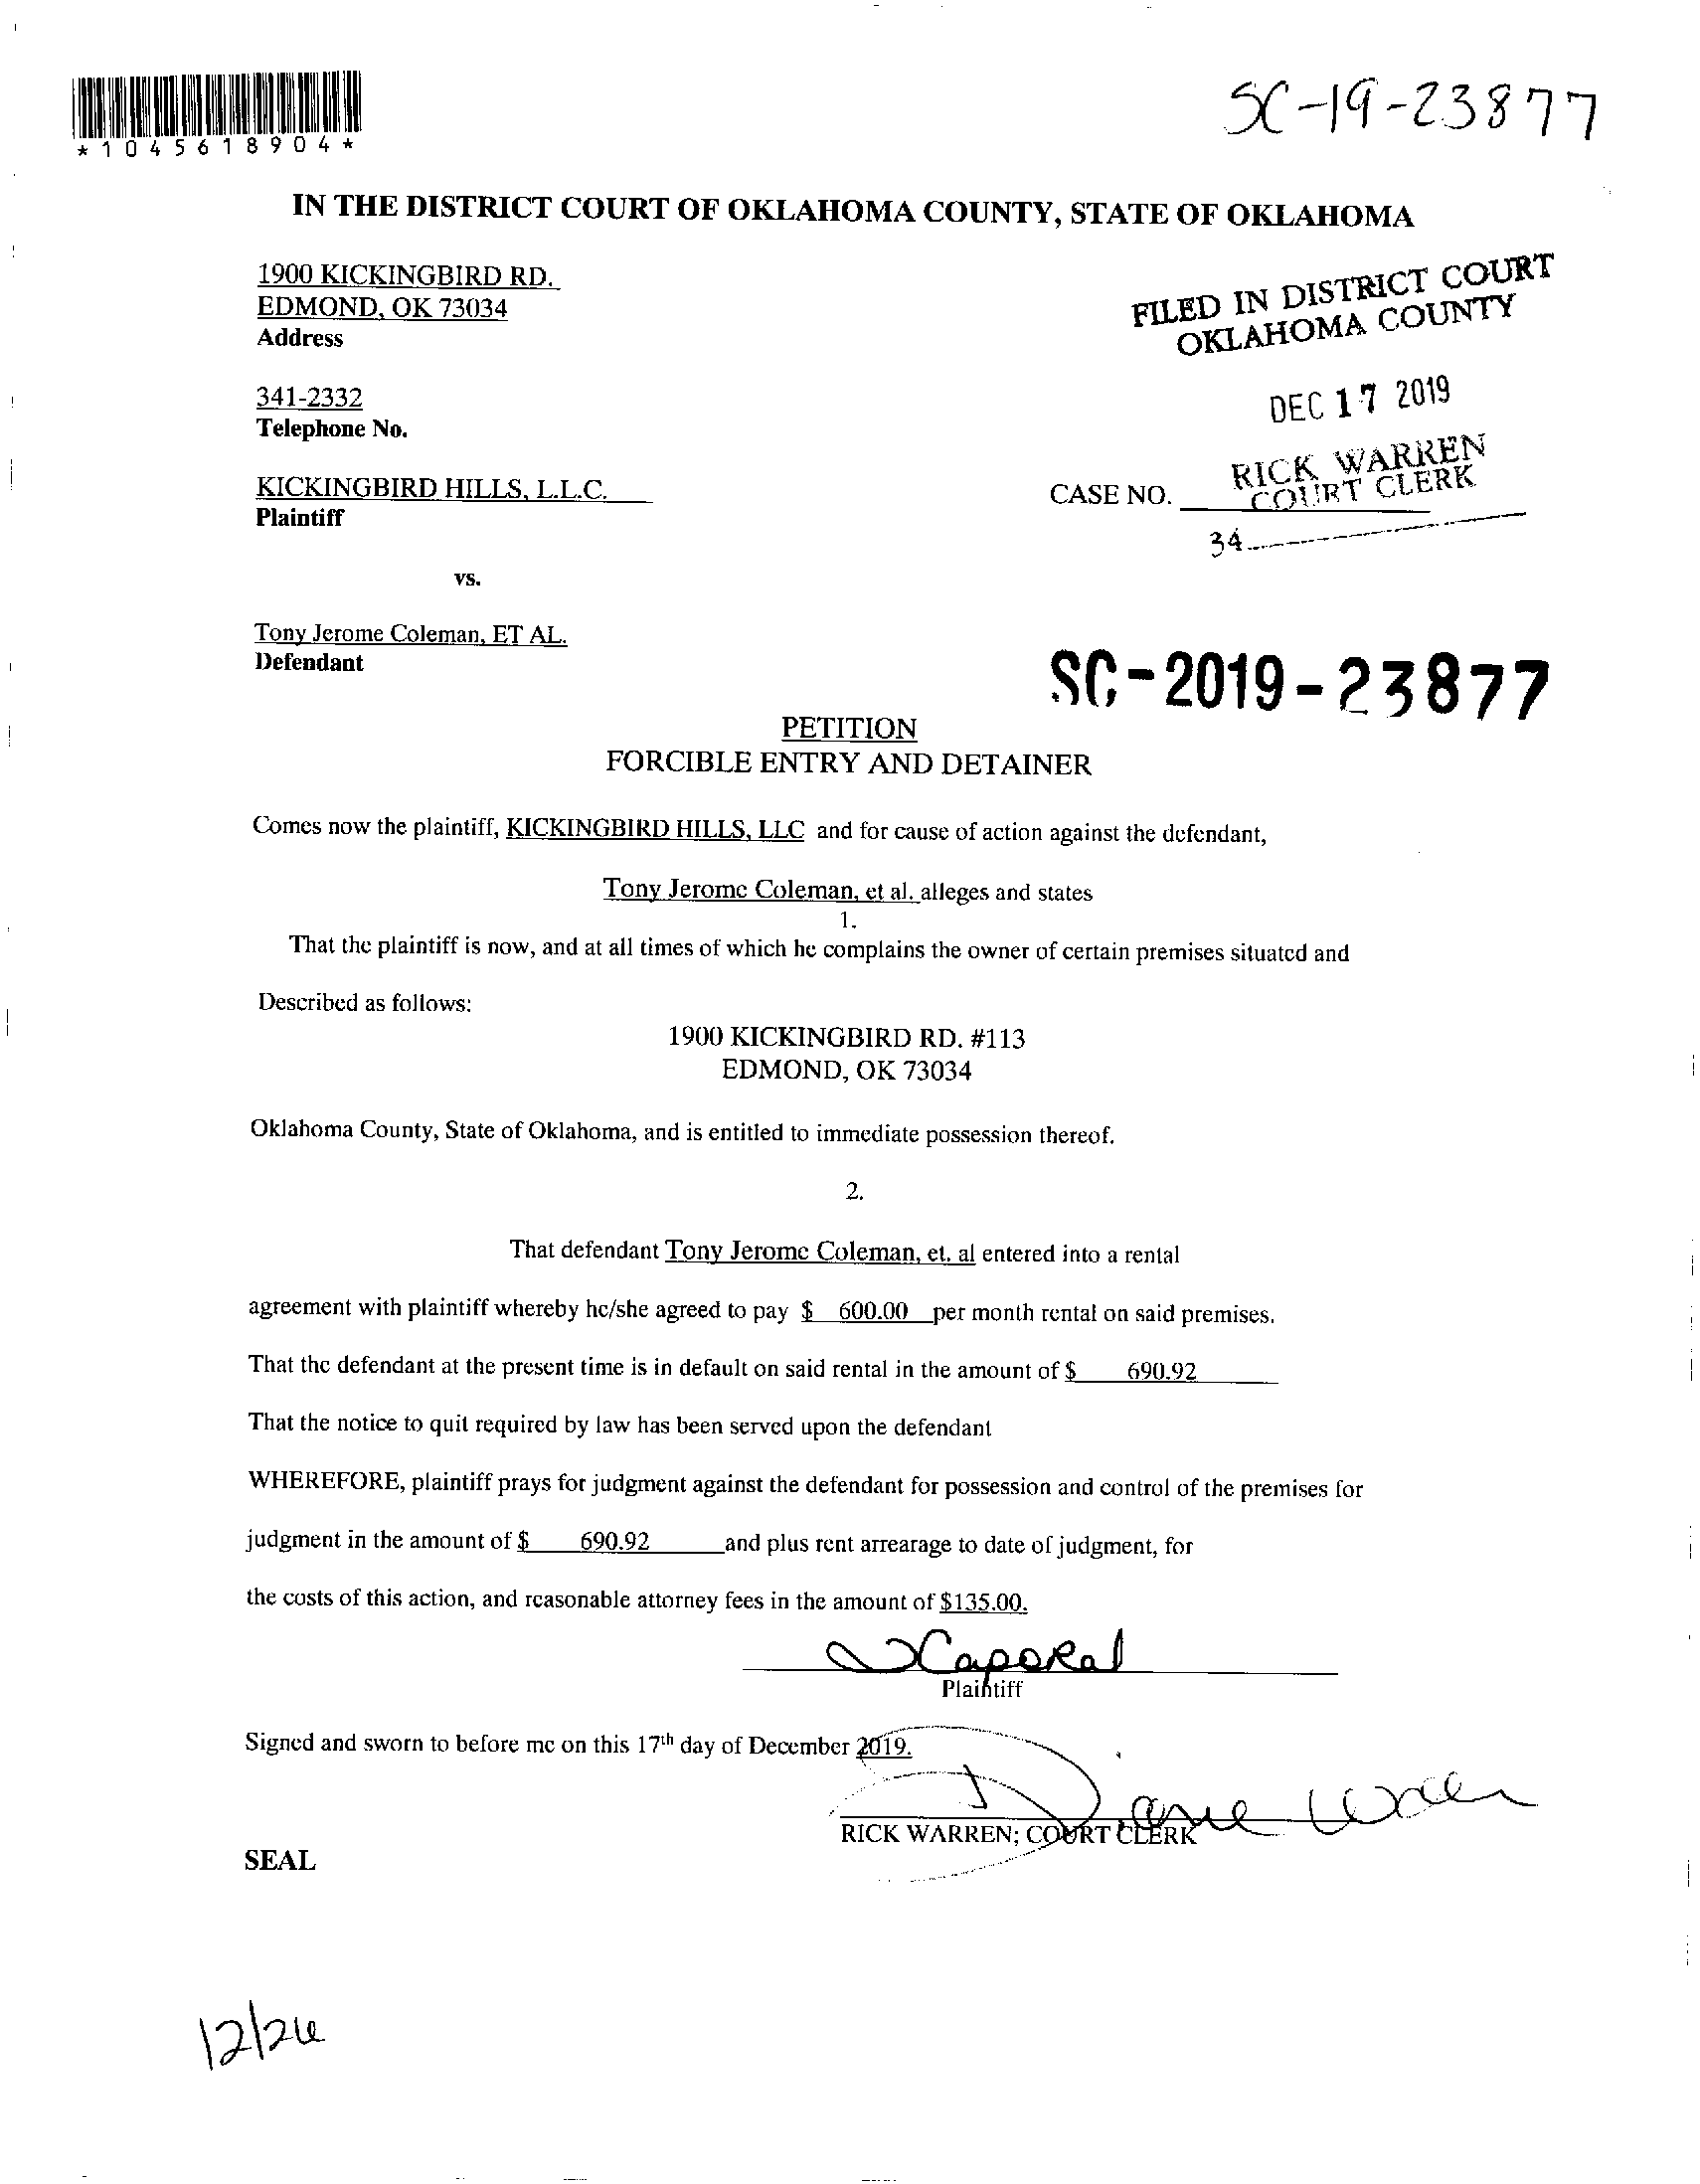 SC-19-23877
*1045618904*
IN THE DISTRICT COURT OF OKLAHOMA COUNTY, STATE OF OKLAHOMA
1900 KICKINGBIRD RD.
EDMOND, OK 73034
Address
FILED IN DISTRICT COURT
OKLAHOMA COUNTY
341-2332
Telephone No.
DEC 17 2019
KICKINGBIRD HILLS, L.L.C.
Plaintiff
RICK WARREN
COURT CLERK
CASE NO.
34
vs.
Tony Jerome Coleman, ET AL.
Defendant
SC-2019-23877
PETITION
FORCIBLE ENTRY AND DETAINER
Comes now the plaintiff, KICKINGBIRD HILLS, LLC and for cause of action against the defendant,
Tony Jerome Coleman, et al. alleges and states
1.
That the plaintiff is now, and at all times of which he complains the owner of certain premises situated and
Described as follows:
1900 KICKINGBIRD RD. #113
EDMOND, OK 73034
Oklahoma County, State of Oklahoma, and is entitled to immediate possession thereof.
2.
That defendant Tony Jerome Coleman, et. al entered into a rental
agreement with plaintiff whereby he/she agreed to pay $ 600.00 per month rental on said premises.
That the defendant at the present time is in default on said rental in the amount of $ 690.92
That the notice to quit required by law has been served upon the defendant
WHEREFORE, plaintiff prays for judgment against the defendant for possession and control of the premises for
judgment in the amount of $ 690.92 and plus rent arrearage to date of judgment, for
the costs of this action, and reasonable attorney fees in the amount of $135.00.
Caporal
Plaintiff
Signed and sworn to before me on this 17th day of December 2019.
Diane
RICK WARREN; COURT CLERK
SEAL
12/26